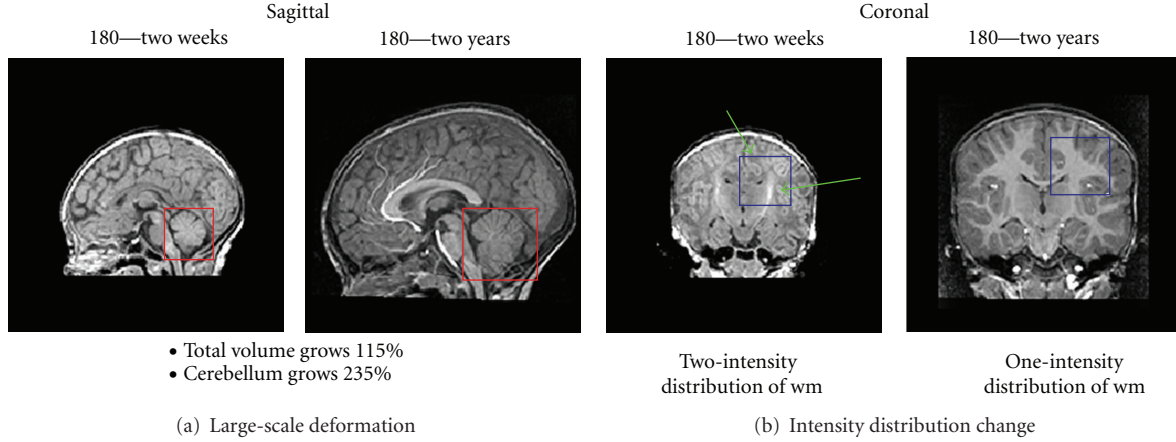 Sagittal
180—two weeks
180—two years
• Total volume grows 115%
• Cerebellum grows 235%
(a) Large-scale deformation
Coronal
180—two weeks
180—two years
Two-intensity
distribution of wm
One-intensity
distribution of wm
(b) Intensity distribution change